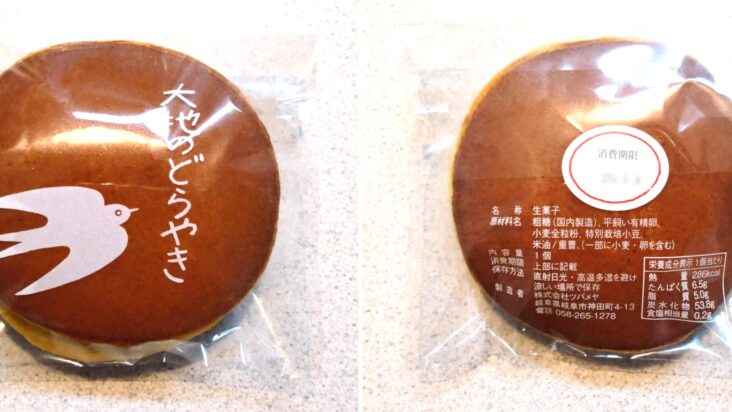 大地のどらやき
消費期限
名称 生菓子
原材料名 粗糖(国内製造)、平飼い有精卵、
小麦全粒粉、特別栽培小豆、
米油/重曹、(一部に小麦・卵を含む)
内容量 1個
消費期限 上部に記載
保存方法 直射日光・高温多湿を避け
涼しい場所で保存
製造者 株式会社ツバメヤ
岐阜県岐阜市神田町4-13
電話 058-265-1278
栄養成分表示 1個当たり
熱量 286kcal
たんぱく質 6.5g
脂質 5.0g
炭水化物 53.8g
食塩相当量 0.2g